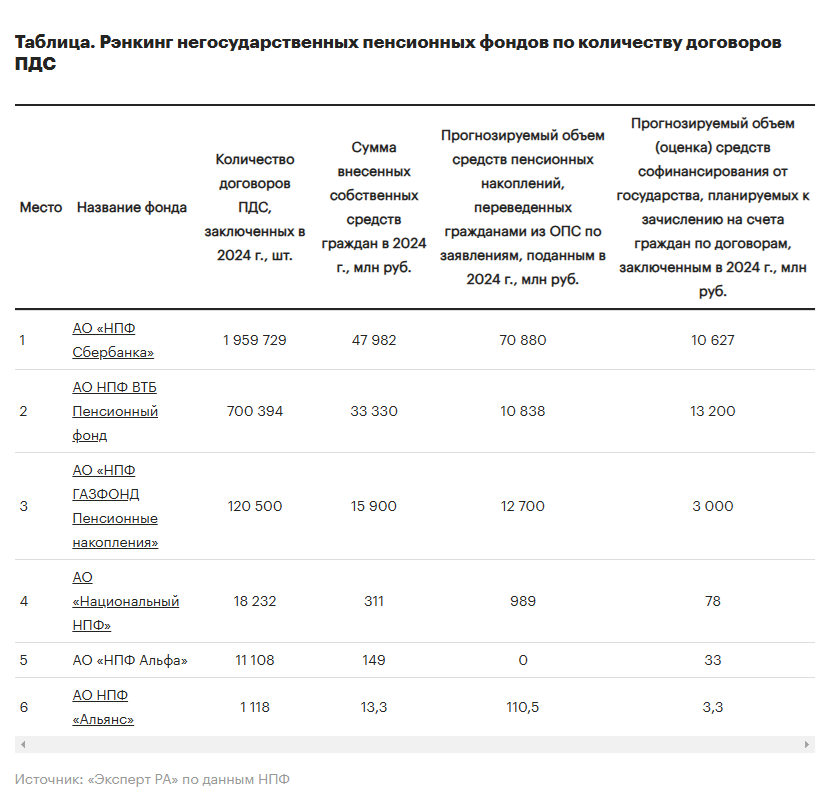 Таблица. Рэнкинг негосударственных пенсионных фондов по количеству договоров
ПДС
Место
Название фонда
Количество
договоров
ПДС,
заключенных в
2024 г., шт.
Сумма
внесенных
собственных
средств
граждан в 2024
г., млн руб.
Прогнозируемый объем
средств пенсионных
накоплений,
переведенных
гражданами из ОПС по
заявлениям, поданным в
2024 г., млн руб.
Прогнозируемый объем
(оценка) средств
софинансирования от
государства, планируемых к
зачислению на счета
граждан по договорам,
заключенным в 2024 г., млн
руб.
1
АО «НПФ
Сбербанка»
1 959 729
47 982
70 880
10 627
2
АО НПФ ВТБ
Пенсионный
фонд
700 394
33 330
10 838
13 200
3
АО «НПФ
ГАЗФОНД
Пенсионные
накопления»
120 500
15 900
12 700
3 000
4
АО
«Национальный
НПФ»
18 232
311
989
78
5
АО «НПФ Альфа»
11 108
149
0
33
6
АО НПФ
«Альянс»
1 118
13,3
110,5
3,3
Источник: «Эксперт РА» по данным НПФ